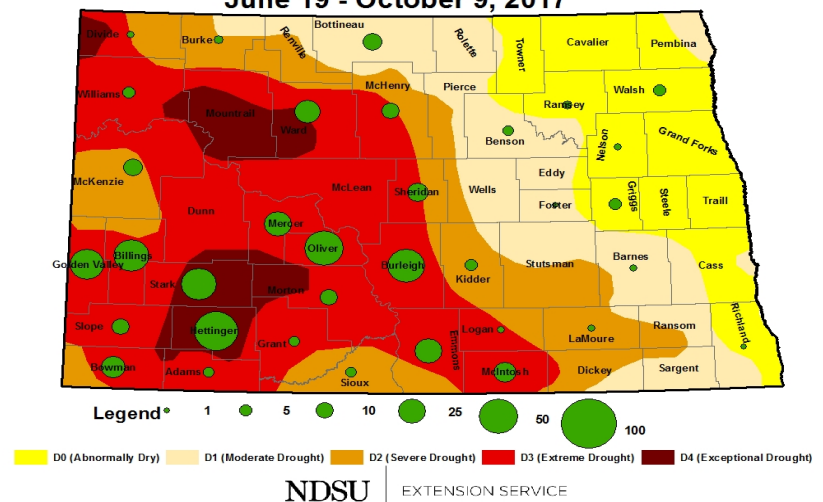 June 19 - October 9, 2017
Divide Burke Renville Bottineau Rolette Towner Cavalier Pembina
Williams Mountrail Ward McHenry Pierce Ramsey Walsh
Benson Nelson Grand Forks
McKenzie Dunn McLean Sheridan Wells Eddy Foster Griggs Steele Traill
Mercer Oliver
Golden Valley Billings Stark Morton Burleigh Kidder Stutsman Barnes Cass
Slope Hettinger Grant Emmons Logan LaMoure Ransom Richland
Bowman Adams Sioux McIntosh Dickey Sargent
Legend 1 5 10 25 50 100
D0 (Abnormally Dry) D1 (Moderate Drought) D2 (Severe Drought) D3 (Extreme Drought) D4 (Exceptional Drought)
NDSU EXTENSION SERVICE